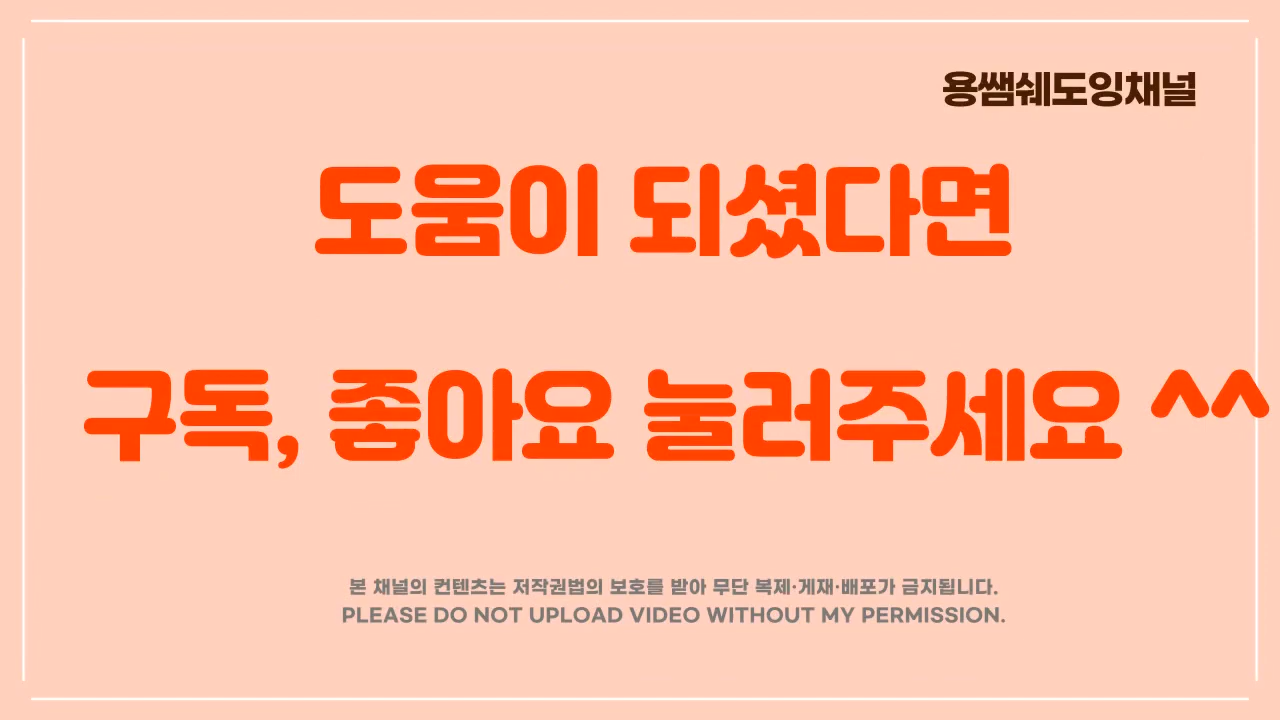 용쌤쉐도잉채널
도움이 되셨다면
구독, 좋아요 눌러주세요 ^^
본 채널의 컨텐츠는 저작권법의 보호를 받아 무단 복제·게재·배포가 금지됩니다.
PLEASE DO NOT UPLOAD VIDEO WITHOUT MY PERMISSION.